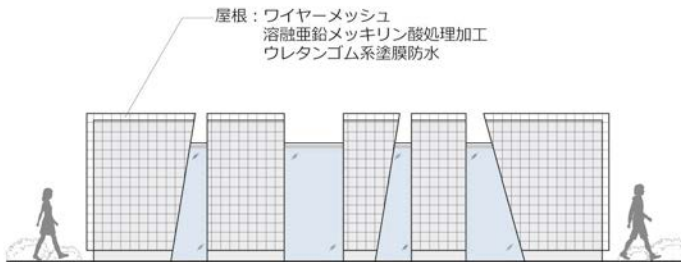 屋根：ワイヤーメッシュ
溶融亜鉛メッキリン酸処理加工
ウレタンゴム系塗膜防水